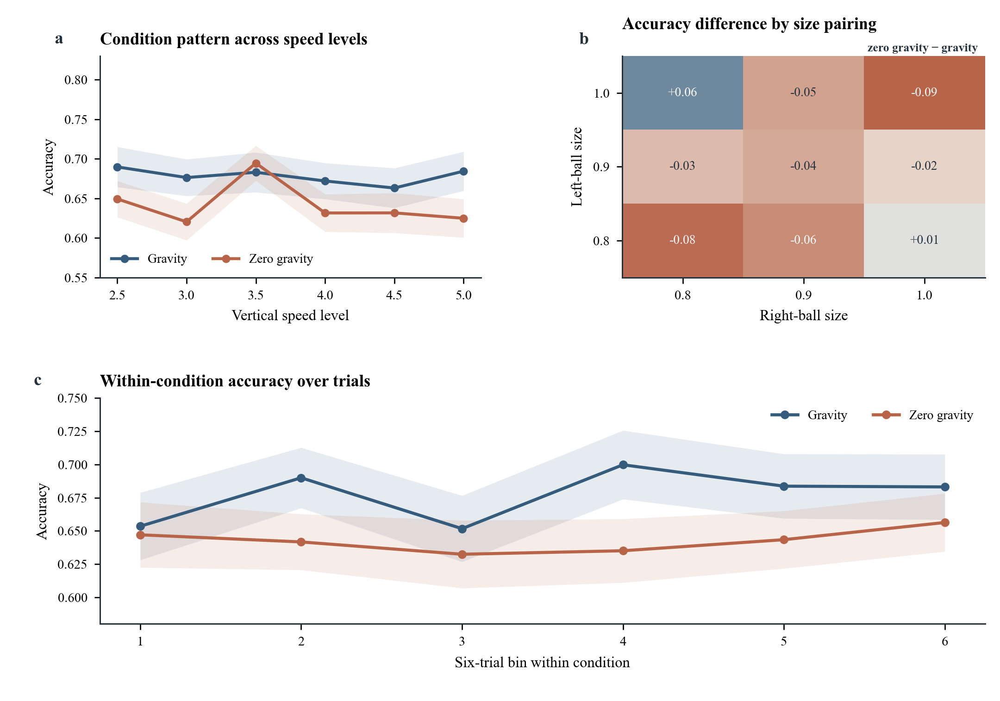 a
Condition pattern across speed levels
0.80
0.75
0.70
0.65
0.60
0.55
Accuracy
Gravity
Zero gravity
2.5 3.0 3.5 4.0 4.5 5.0
Vertical speed level
b
Accuracy difference by size pairing
zero gravity − gravity
Left-ball size
1.0 +0.06 -0.05 -0.09
0.9 -0.03 -0.04 -0.02
0.8 -0.08 -0.06 +0.01
0.8 0.9 1.0
Right-ball size
c
Within-condition accuracy over trials
0.750
0.725
0.700
0.675
0.650
0.625
0.600
Accuracy
Gravity
Zero gravity
1 2 3 4 5 6
Six-trial bin within condition